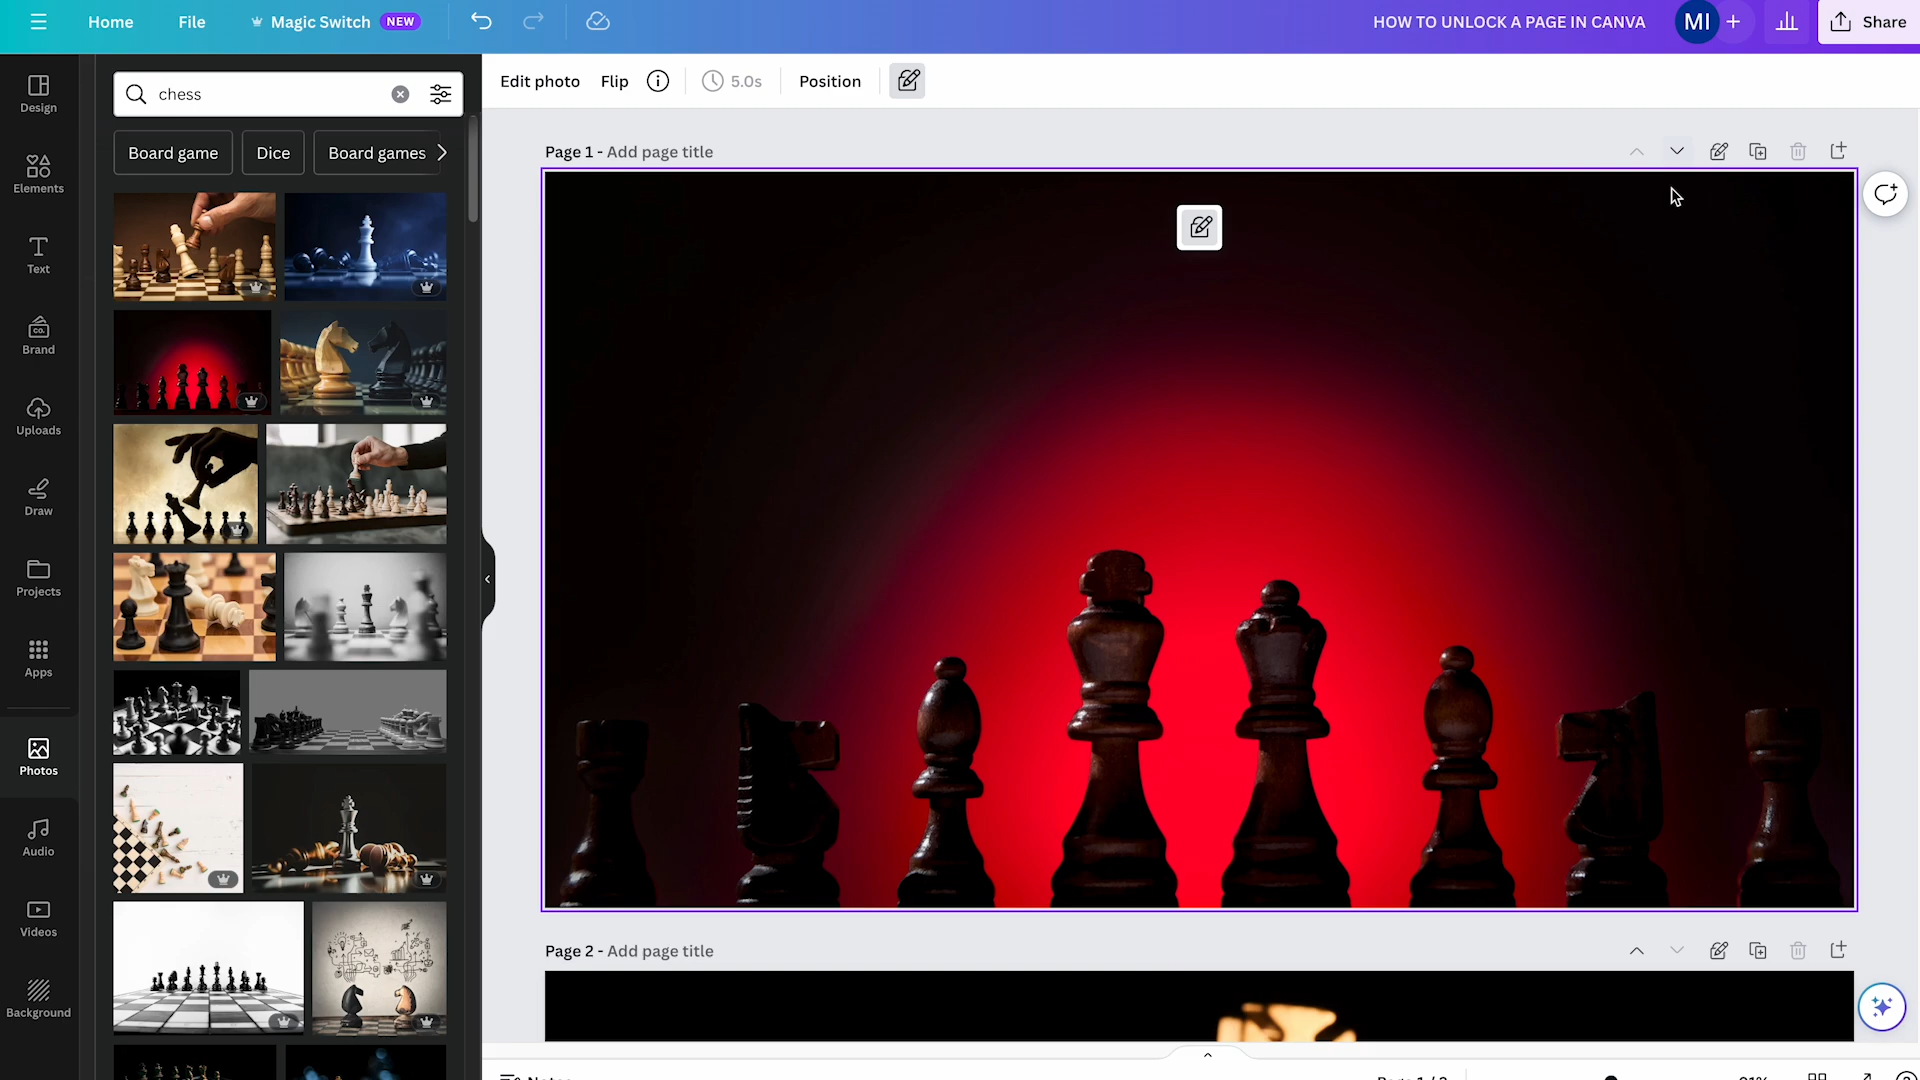 Home File Magic Switch NEW HOW TO UNLOCK A PAGE IN CANVA MI Share
chess
Edit photo Flip 5.0s Position
Board game Dice Board games
Page 1 - Add page title
Design
Elements
Text
CO.
Brand
Uploads
Draw
Projects
Apps
Photos
Audio
Videos
Background
Page 2 - Add page title
Notes